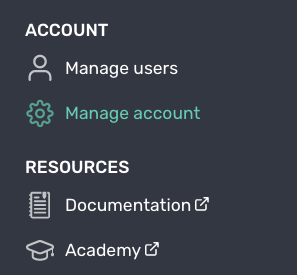 ACCOUNT
Manage users
Manage account
RESOURCES
Documentation
Academy